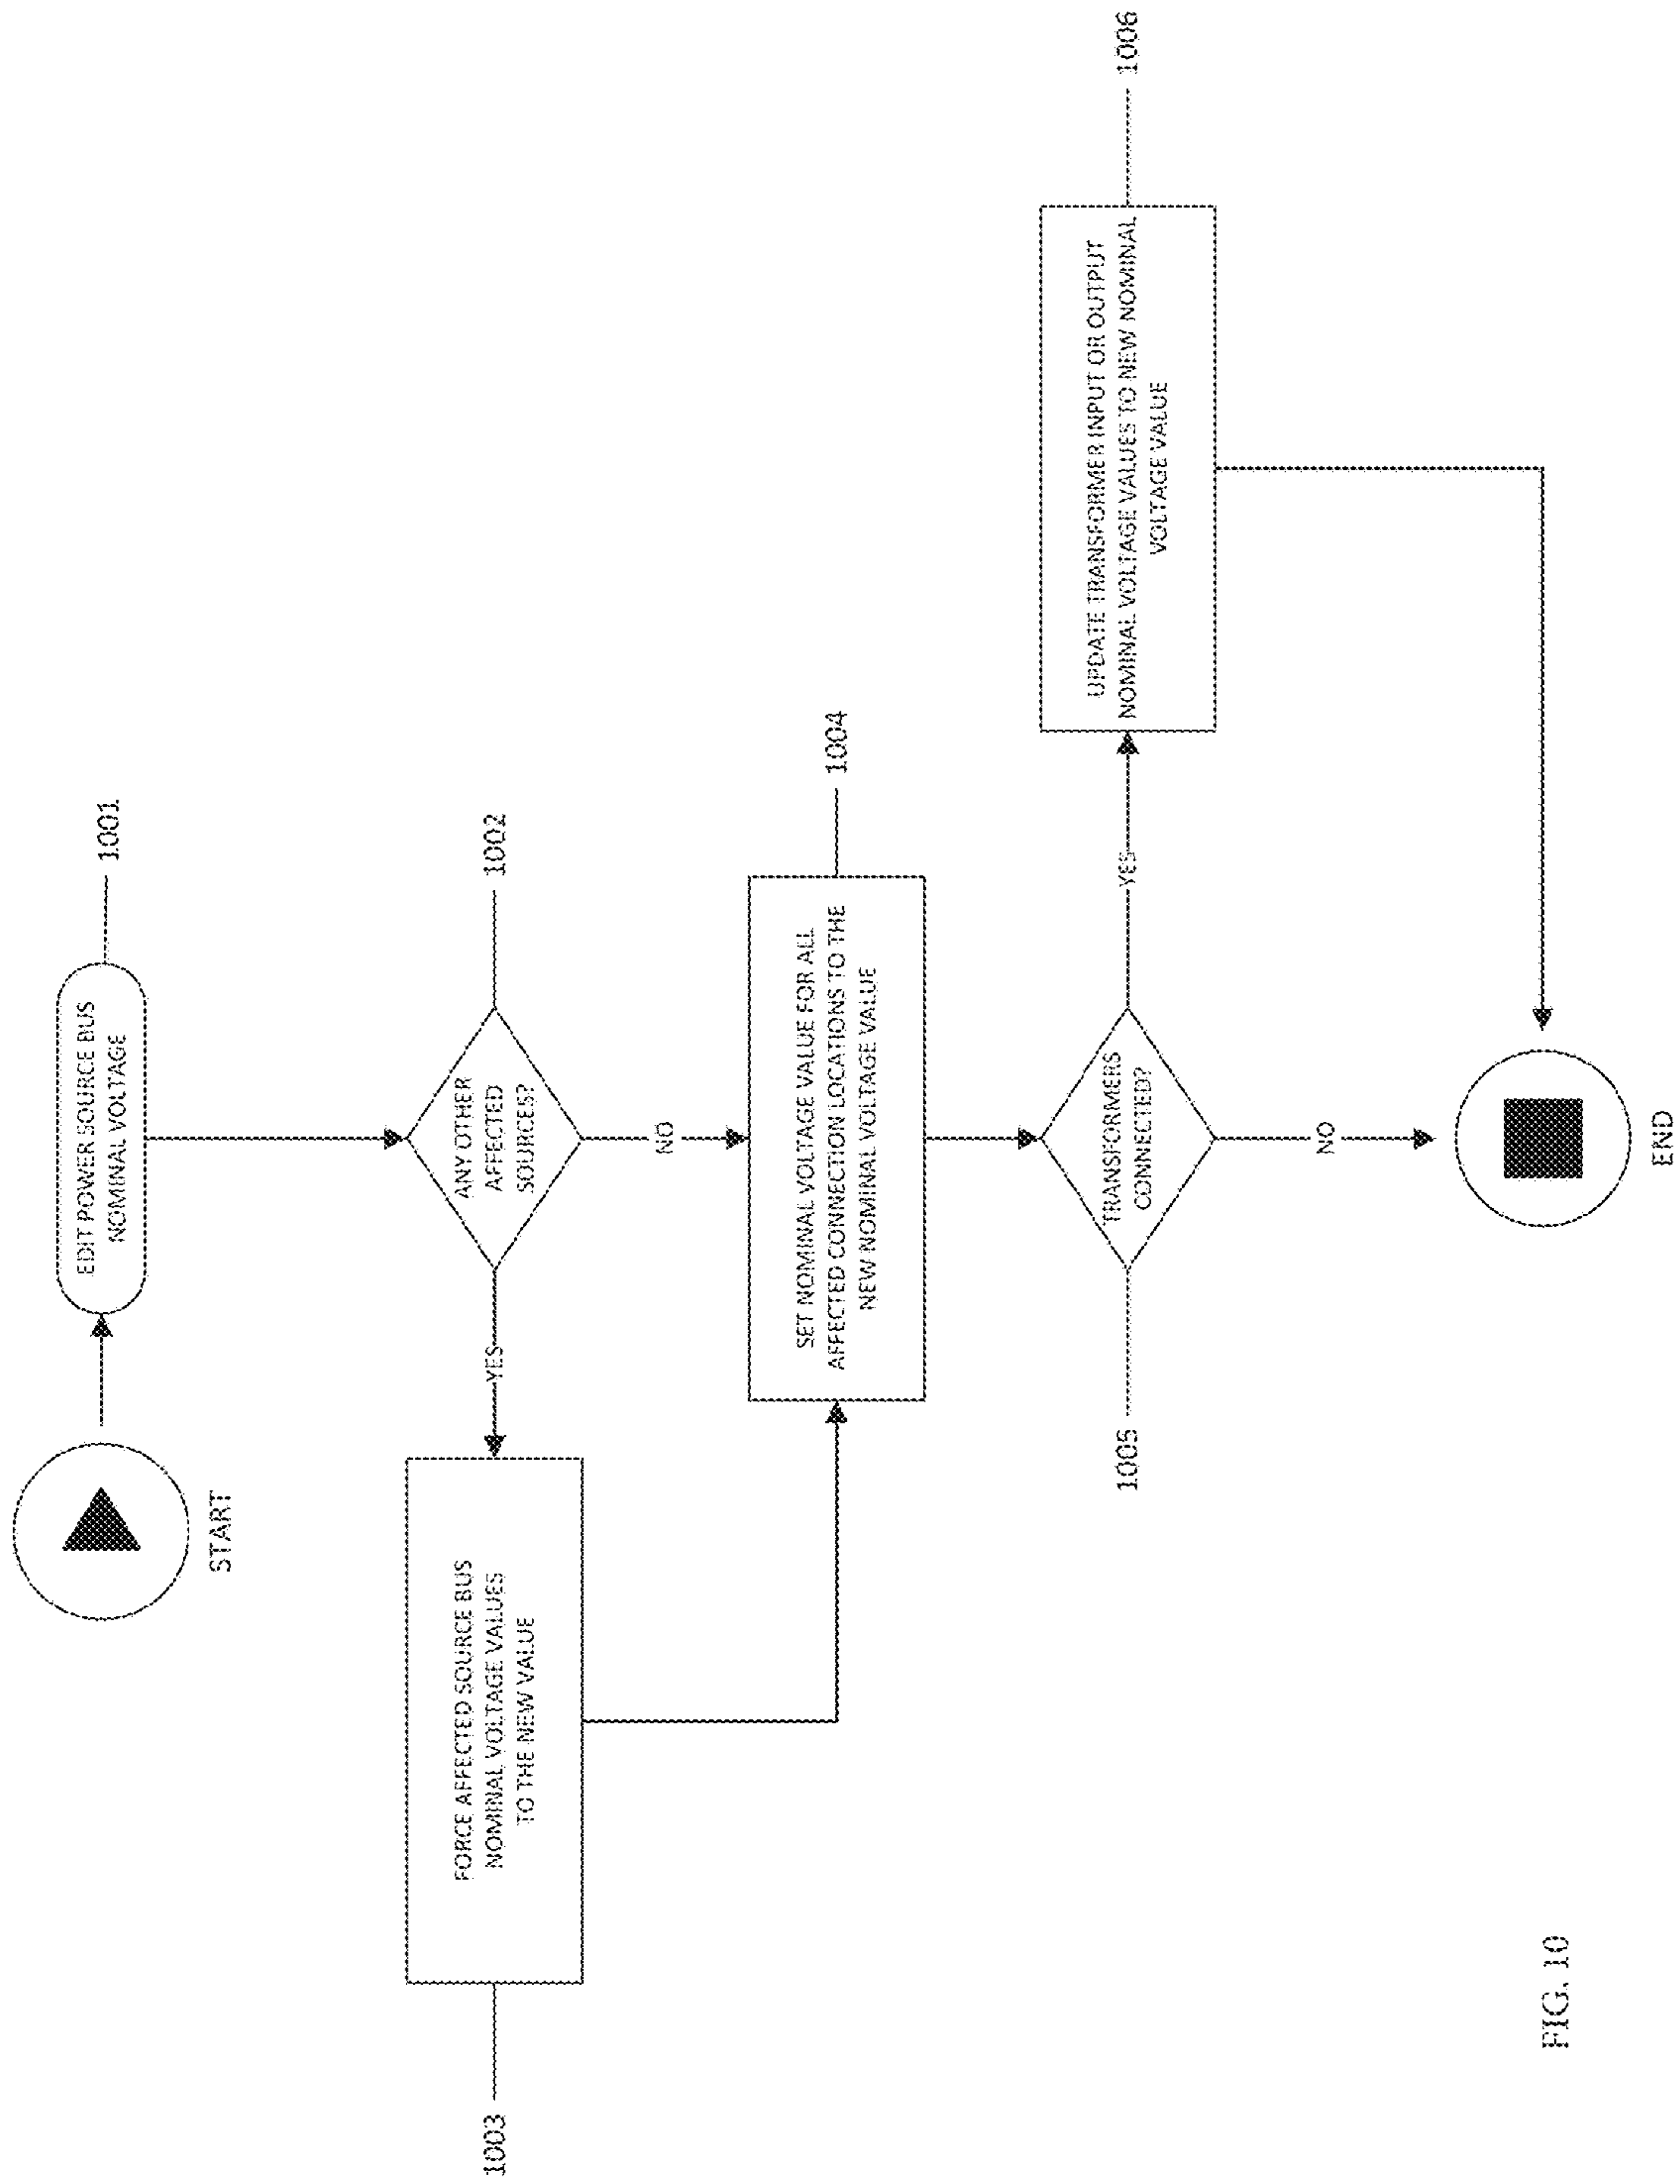 START
EDIT POWER SOURCE BUS
NOMINAL VOLTAGE
1001
ANY OTHER
AFFECTED
SOURCES?
1002
YES
FORCE AFFECTED SOURCE BUS
NOMINAL VOLTAGE VALUES
TO THE NEW VALUE
1003
NO
SET NOMINAL VOLTAGE VALUE FOR ALL
AFFECTED CONNECTION LOCATIONS TO THE
NEW NOMINAL VOLTAGE VALUE
1004
TRANSFORMERS
CONNECTED?
1005
YES
UPDATE TRANSFORMER INPUT OR OUTPUT
NOMINAL VOLTAGE VALUES TO NEW NOMINAL
VOLTAGE VALUE
1006
NO
END
FIG. 10